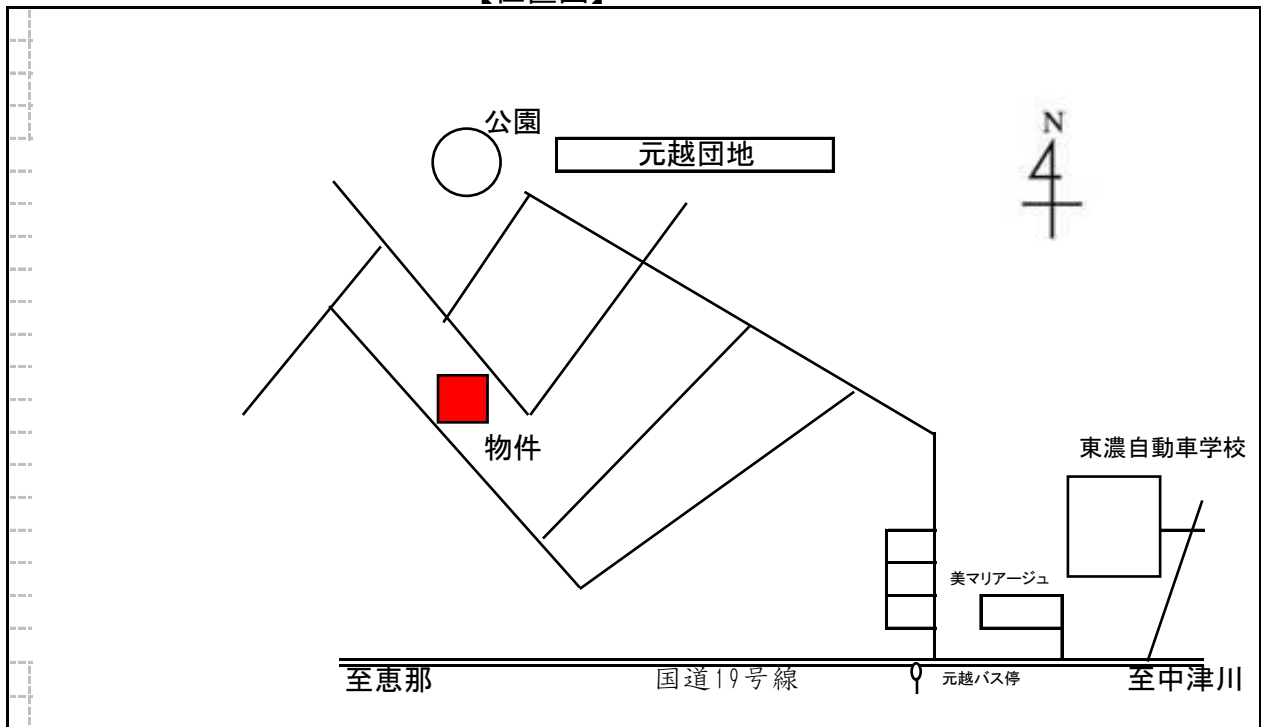 公園
元越団地
N
物件
東濃自動車学校
美マリアージュ
至恵那
国道19号線
元越バス停
至中津川